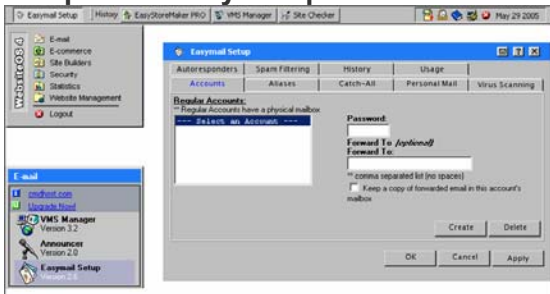 Easymail Setup History EasyStoreMaker PRO VMS Manager Site Checker May 29 2005
E-mail
E-commerce
Site Builders
Security
Statistics
Website Management
Logout
WebsiteOS 4
Easymail Setup
Autoresponders Spam Filtering History Usage
Accounts Aliases Catch-All Personal Mail Virus Scanning
Regular Accounts:
** Regular Accounts have a physical mailbox
--- Select an Account ---
Password:
Forward To (optional)
Forward To:
** comma separated list (no spaces)
Keep a copy of forwarded email in this account's
mailbox
Create Delete
OK Cancel Apply
E-mail
Upgrade Now!
VMS Manager
Version 3.2
Announcer
Version 2.0
Easymail Setup